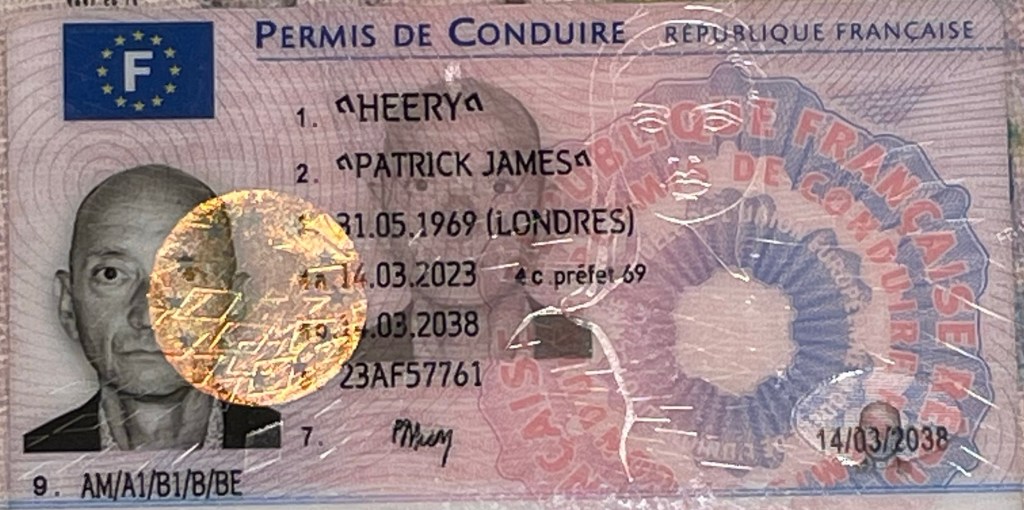 F
PERMIS DE CONDUIRE RÉPUBLIQUE FRANÇAISE
1. "HEERY"
2. "PATRICK JAMES"
31.05.1969 (LONDRES)
14.03.2023 4c.préfet 69
14.03.2038
23AF57761
7.
14/03/2038
9. AM/A1/B1/B/BE